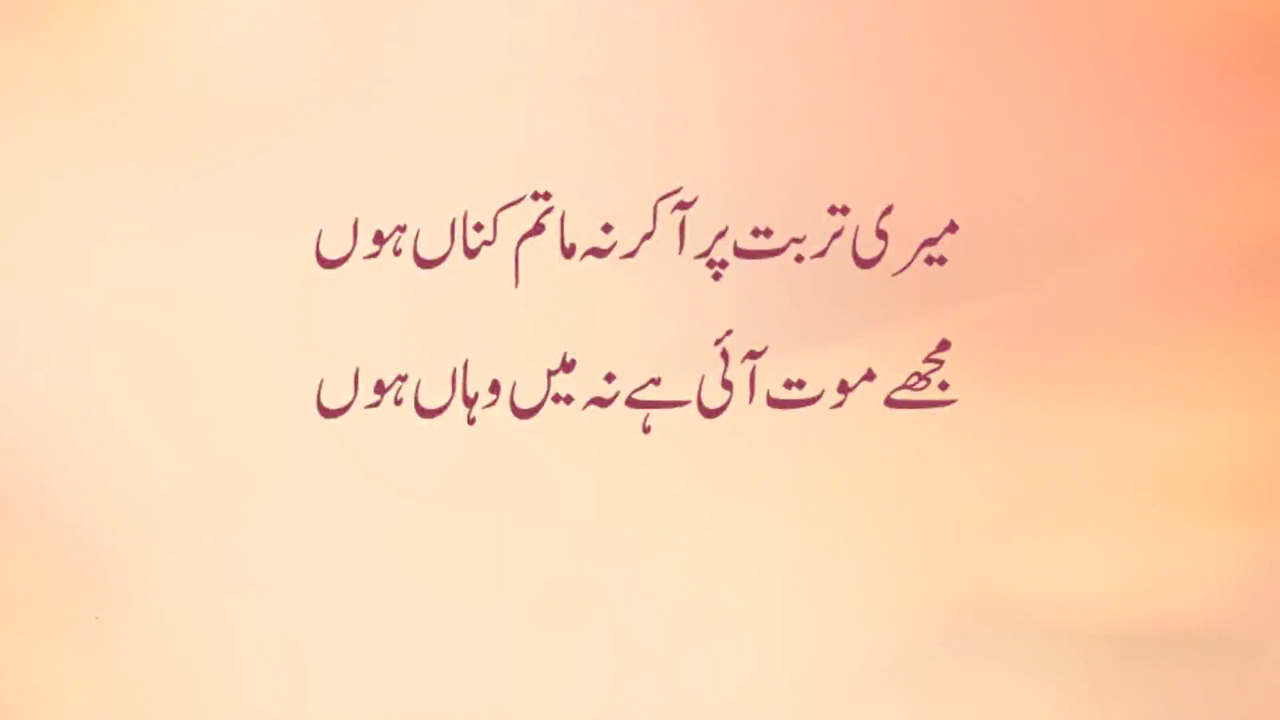 میری تربت پر آ کر نہ ماتم کناں ہوں
مجھے موت آئی ہے نہ میں وہاں ہوں